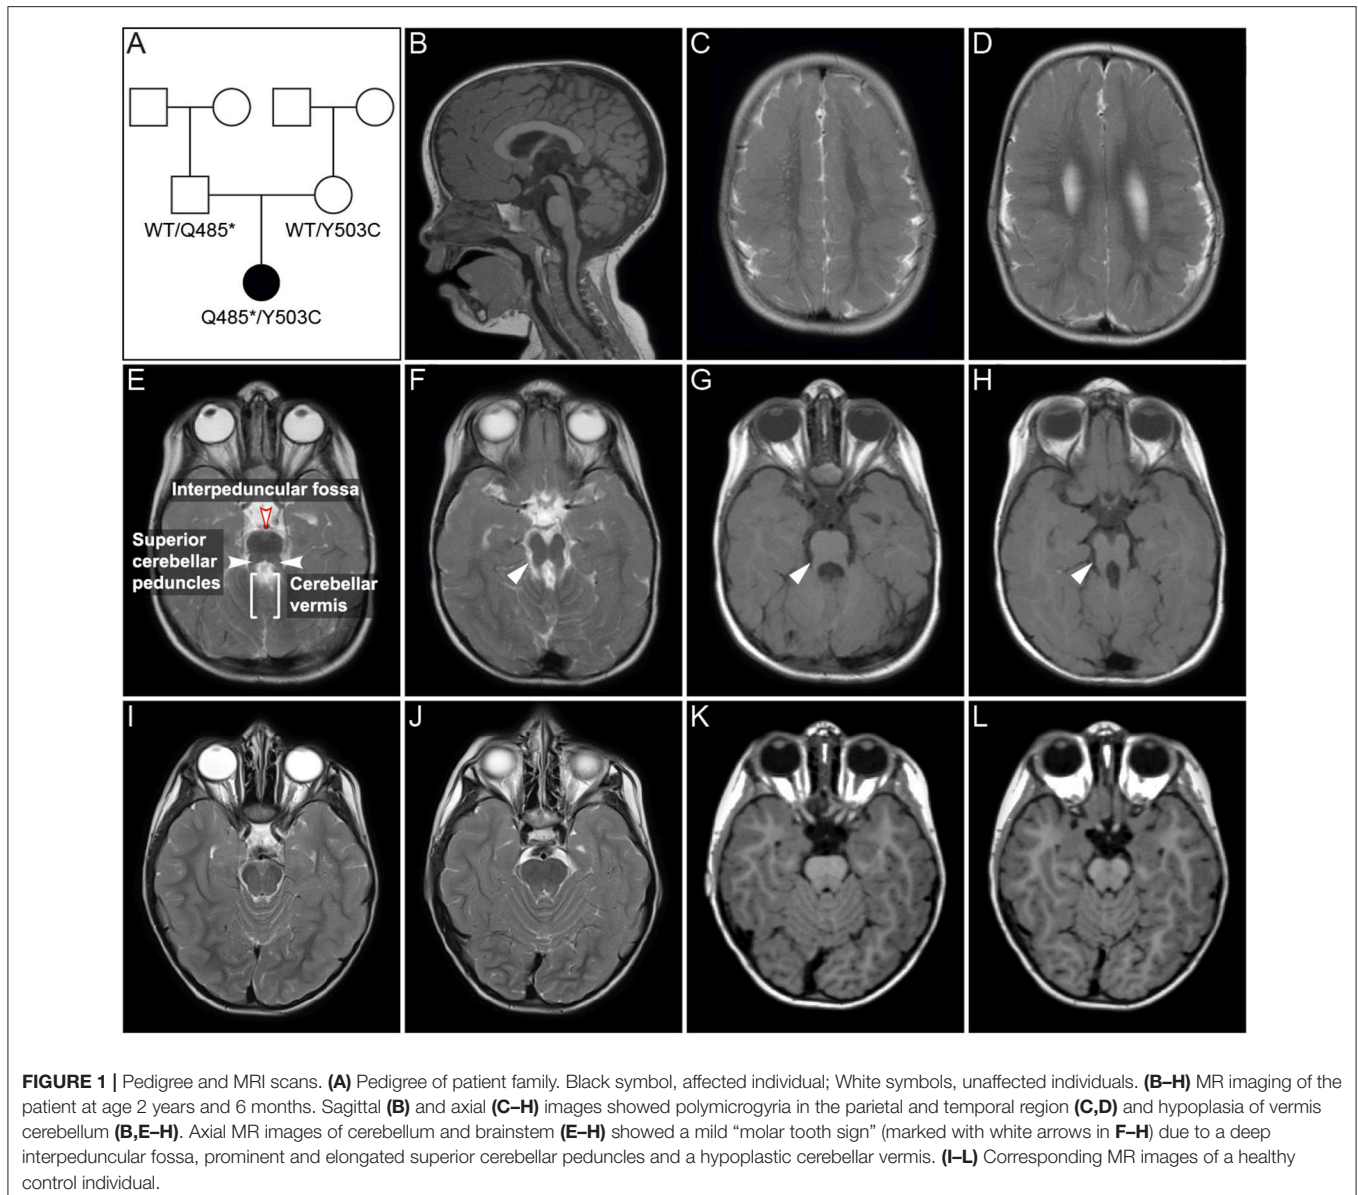 A
B
C
D
WT/Q485*
WT/Y503C
Q485*/Y503C
E
F
G
H
Interpeduncular fossa
Superior
cerebellar
peduncles
Cerebellar
vermis
I
J
K
L
FIGURE 1 | Pedigree and MRI scans. (A) Pedigree of patient family. Black symbol, affected individual; White symbols, unaffected individuals. (B–H) MR imaging of the
patient at age 2 years and 6 months. Sagittal (B) and axial (C–H) images showed polymicrogyria in the parietal and temporal region (C,D) and hypoplasia of vermis
cerebellum (B,E–H). Axial MR images of cerebellum and brainstem (E–H) showed a mild “molar tooth sign” (marked with white arrows in F–H) due to a deep
interpeduncular fossa, prominent and elongated superior cerebellar peduncles and a hypoplastic cerebellar vermis. (I–L) Corresponding MR images of a healthy
control individual.